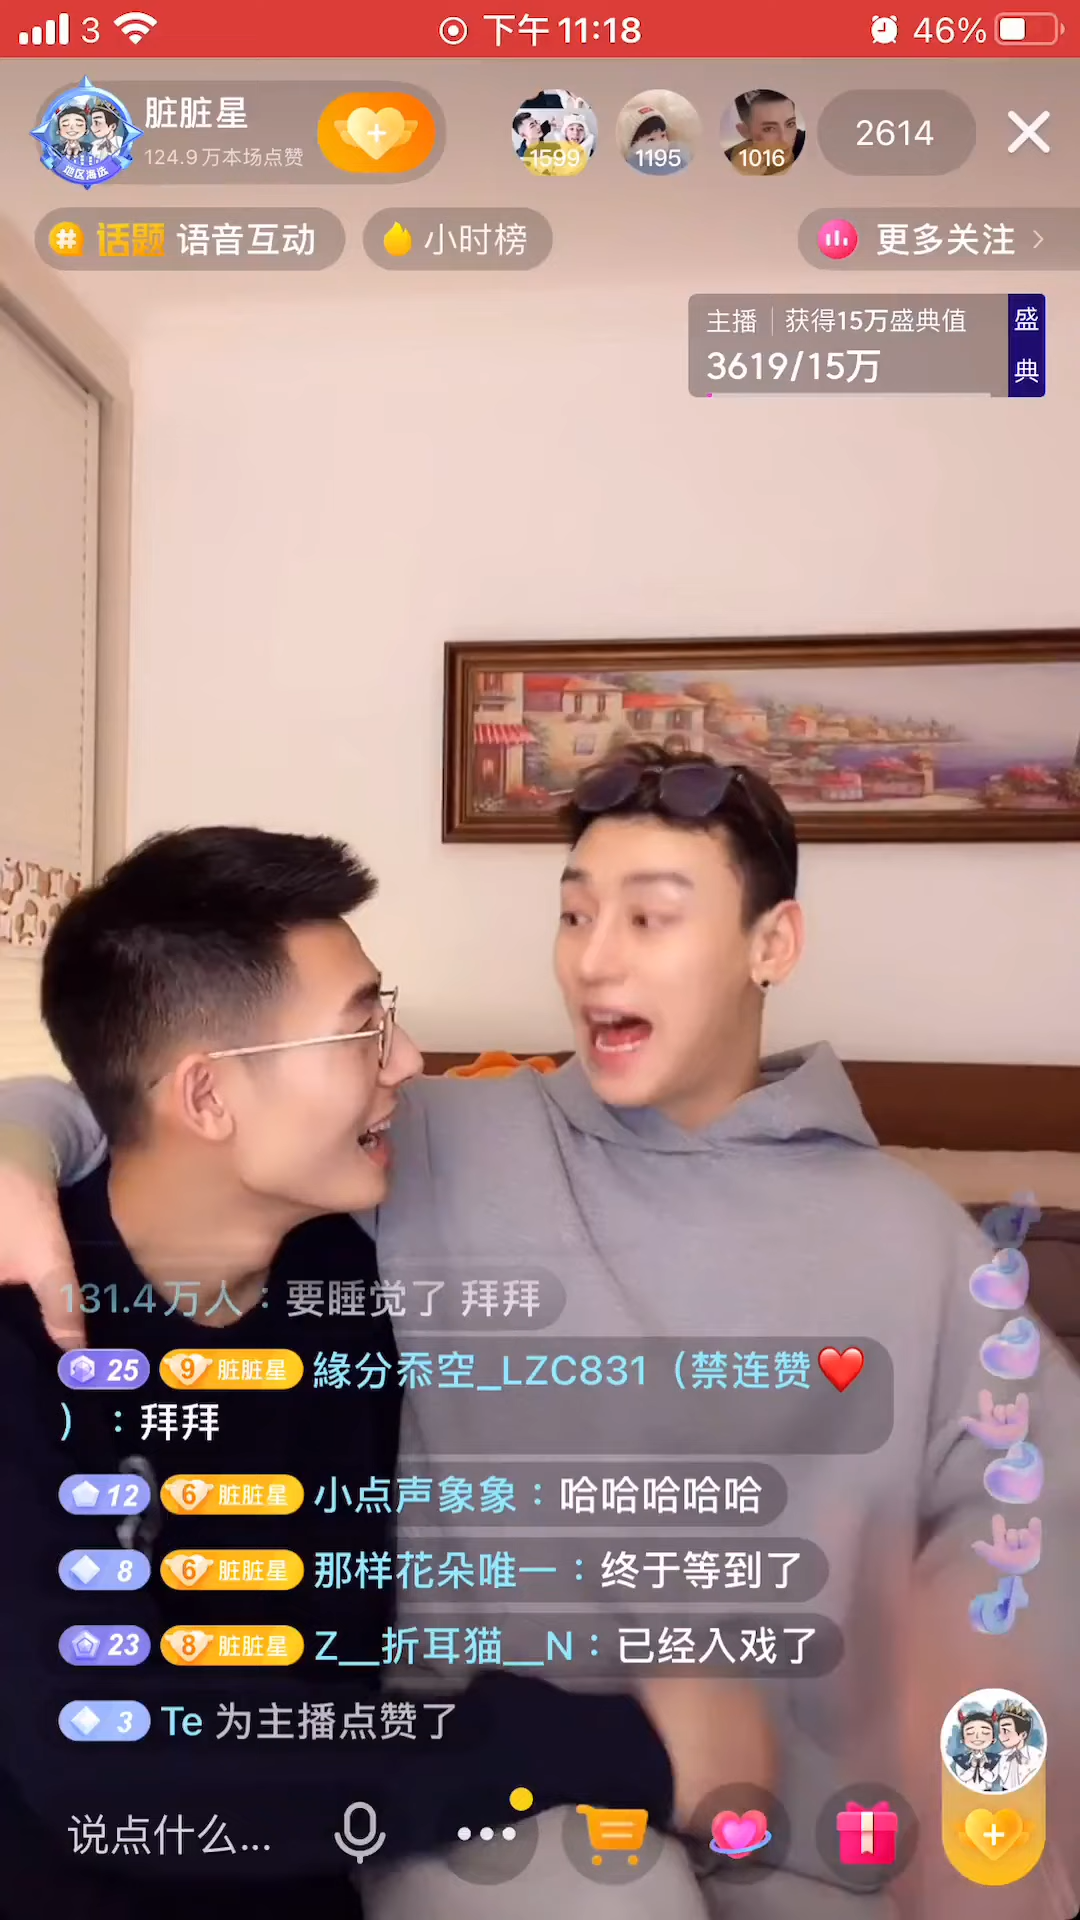 3 下午11:18 46%
脏脏星
124.9万本场点赞
地区海选
1599 1195 1016 2614
# 话题 语音互动 小时榜 更多关注
主播 获得15万盛典值
3619/15万
盛典
131.4万人：要睡觉了 拜拜
25 9 脏脏星 緣分忝空_LZC831（禁连赞❤️
）：拜拜
12 6 脏脏星 小点声象象：哈哈哈哈哈
8 6 脏脏星 那样花朵唯一：终于等到了
23 8 脏脏星 Z__折耳猫__N：已经入戏了
3 Te 为主播点赞了
说点什么...